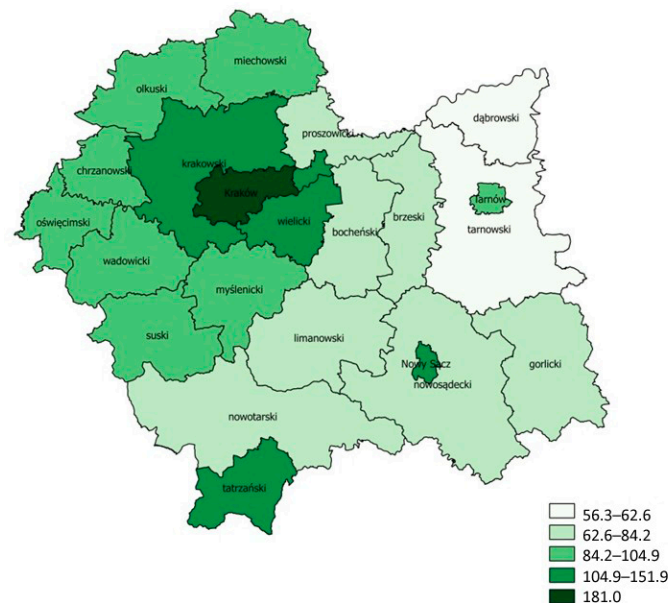 miechowski
olkuski
dąbrowski
proszowicki
krakowski
chrzanowski
Kraków
Tarnów
oświęcimski
wielicki
brzeski
tarnowski
bocheński
wadowicki
myślenicki
suski
limanowski
Nowy Sącz
gorlicki
nowosądecki
nowotarski
tatrzański
56.3–62.6
62.6–84.2
84.2–104.9
104.9–151.9
181.0